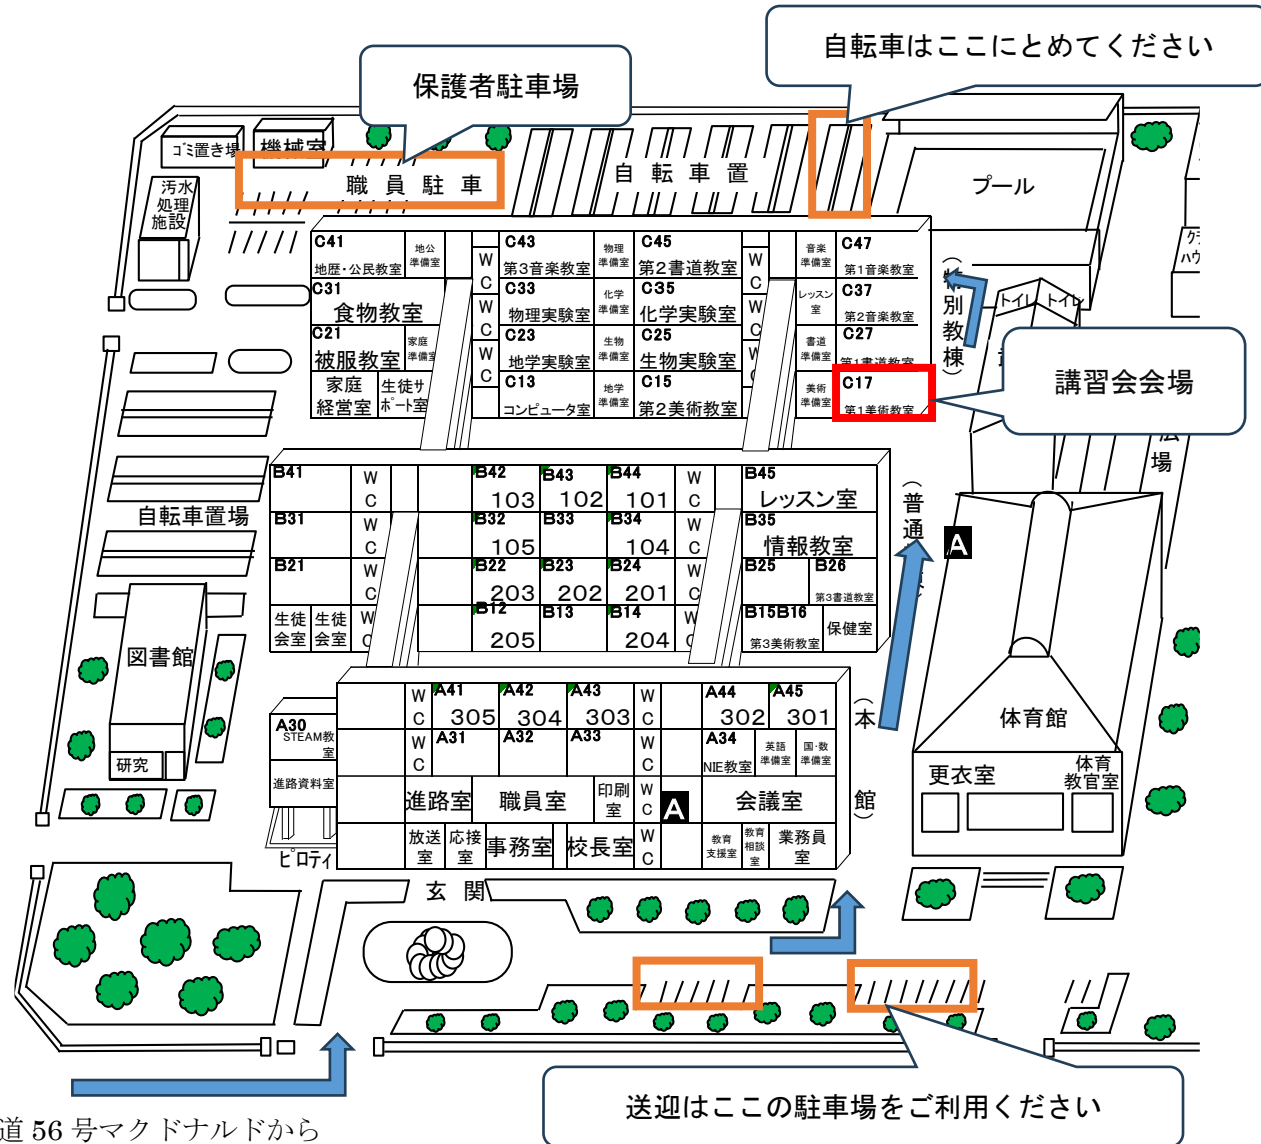 自転車はここにとめてください
保護者駐車場
ゴミ置き場
機械室
職員駐車
自転車置
プール
汚水
処理
施設
C41
地歴・公民教室
地公
準備室
W
C
C43
第3音楽教室
物理
準備室
C45
第2書道教室
W
C
音楽
準備室
C47
第1音楽教室
C31
食物教室
W
C
C33
物理実験室
化学
準備室
C35
化学実験室
W
C
レッスン
室
C37
第2音楽教室
C21
被服教室
家庭
準備室
W
C
C23
地学実験室
生物
準備室
C25
生物実験室
W
C
書道
準備室
C27
第1書道教室
家庭
経営室
生徒サ
ポート室
C13
コンピュータ室
地学
準備室
C15
第2美術教室
美術
準備室
C17
第1美術教室
(特別教棟)
トイレ
トイレ
講習会会場
場
自転車置場
B41
W
C
B42
103
B43
102
B44
101
W
C
B45
レッスン室
B31
W
C
B32
105
B33
B34
104
W
C
B35
情報教室
B21
W
C
B22
203
B23
202
B24
201
W
C
B25
B26
第3書道教室
生徒
会室
生徒
会室
W
C
B12
205
B13
B14
204
B15B16
第3美術教室
保健室
(普通
A
図書館
研究
A30
STEAM教
室
進路資料室
ピロティ
W
C
A41
305
A42
304
A43
303
W
C
A44
302
A45
301
W
C
A31
A32
A33
W
C
A34
NIE教室
英語
準備室
国・数
準備室
進路室
職員室
印刷
室
W
C
A
会議室
放送
室
応接
室
事務室
校長室
W
C
教育
支援室
教育
相談
室
業務員
室
(本館)
体育館
更衣室
体育
教官室
玄関
送迎はここの駐車場をご利用ください
道56号マクドナルドから